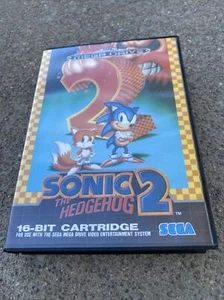 MEGA DRIVE
2
SONIC
THE
HEDGEHOG 2
TM
16-BIT CARTRIDGE
FOR USE WITH THE SEGA MEGA DRIVE VIDEO ENTERTAINMENT SYSTEM
SEGA